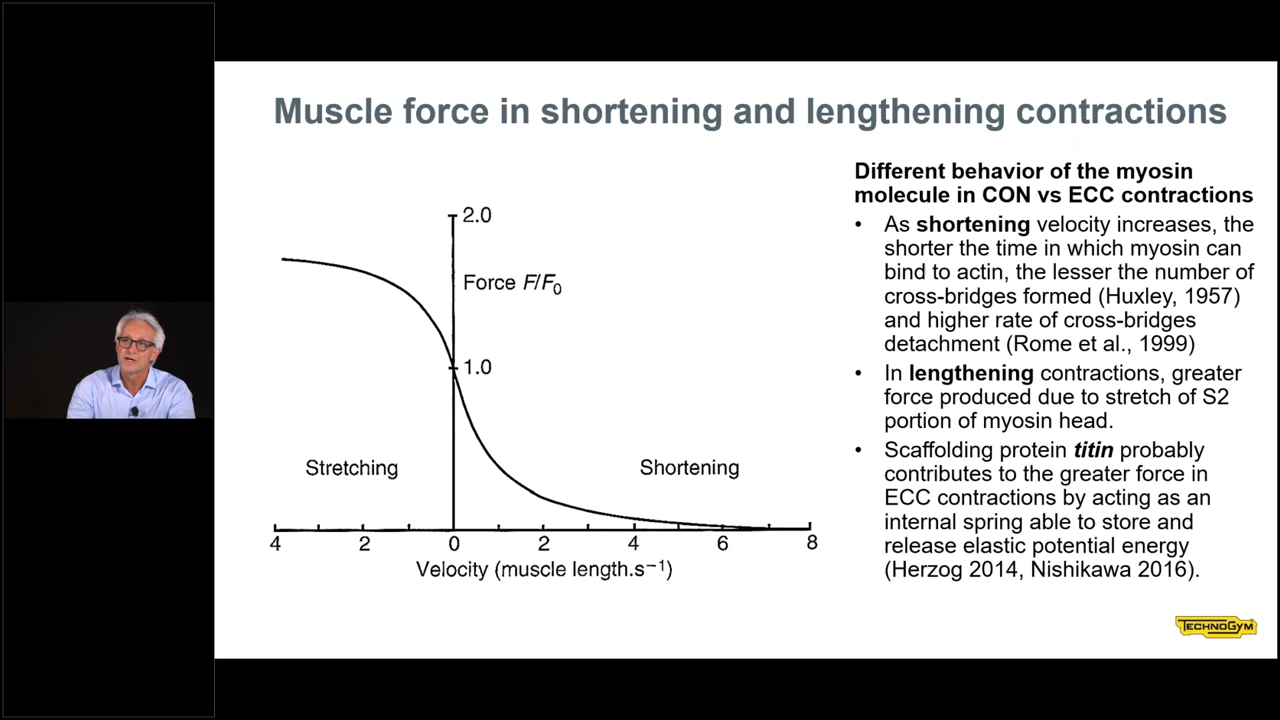 Muscle force in shortening and lengthening contractions
2.0
Force F/F₀
1.0
Stretching
Shortening
4 2 0 2 4 6 8
Velocity (muscle length.s⁻¹)
Different behavior of the myosin
molecule in CON vs ECC contractions
• As shortening velocity increases, the
shorter the time in which myosin can
bind to actin, the lesser the number of
cross-bridges formed (Huxley, 1957)
and higher rate of cross-bridges
detachment (Rome et al., 1999)
• In lengthening contractions, greater
force produced due to stretch of S2
portion of myosin head.
• Scaffolding protein titin probably
contributes to the greater force in
ECC contractions by acting as an
internal spring able to store and
release elastic potential energy
(Herzog 2014, Nishikawa 2016).
TECHNOGYM